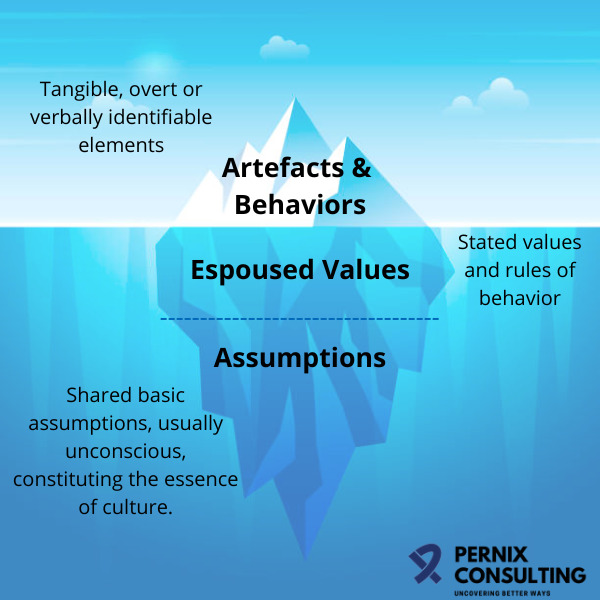 Tangible, overt or
verbally identifiable
elements
Artefacts &
Behaviors
Espoused Values
Stated values
and rules of
behavior
Assumptions
Shared basic
assumptions, usually
unconscious,
constituting the essence
of culture.
PERNIX
CONSULTING
UNCOVERING BETTER WAYS